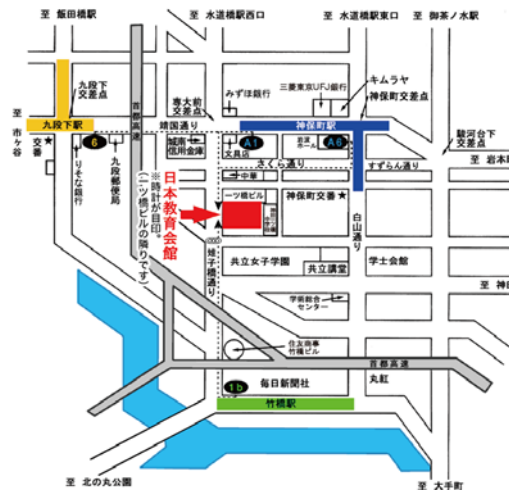 至 飯田橋駅
至 水道橋駅西口
至 水道橋駅東口
至 御茶ノ水駅
首都高速
九段下
交差点
みずほ銀行
三菱東京UFJ銀行
キムラヤ
専大前
交差点
神保町交差点
九段下駅
靖国通り
神保町駅
至 市ヶ谷
交番
りそな銀行
6
九段郵便局
城南
信用金庫
A1
文具店
岩波
ホール
A6
駿河台下
交差点
さくら通り
すずらん通り
至 岩本
中華
日本教育会館
※時計が目印。
(一ツ橋ビルの隣りです)
一ツ橋ビル
神保町交番
白山通り
雉子橋通り
共立女子学園
共立講堂
学士会館
学術総合
センター
至 神田
住友商事
竹橋ビル
首都高速
1b
毎日新聞社
丸紅
竹橋駅
至 北の丸公園
至 大手町